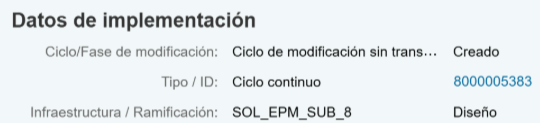 Datos de implementación
Ciclo/Fase de modificación: Ciclo de modificación sin trans... Creado
Tipo / ID: Ciclo continuo 8000005383
Infraestructura / Ramificación: SOL_EPM_SUB_8 Diseño